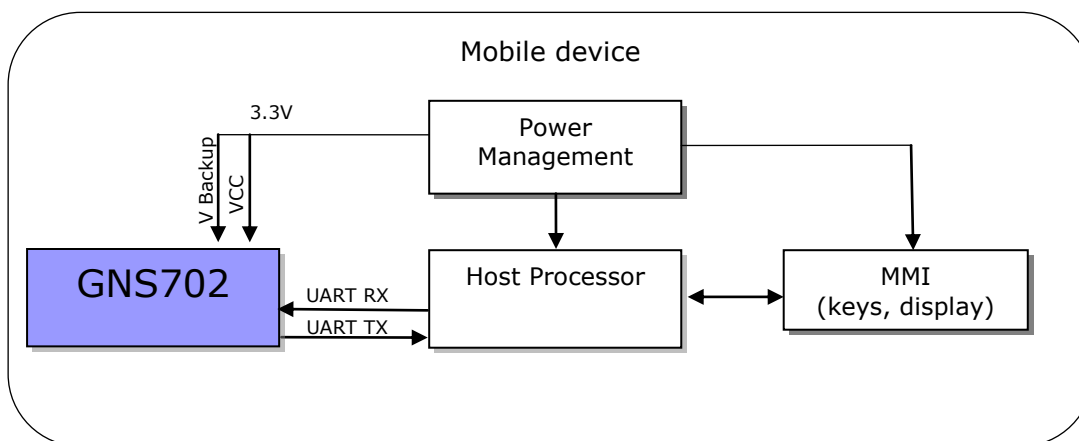 Mobile device
3.3V
Power
Management
V Backup
VCC
GNS702
UART RX
UART TX
Host Processor
MMI
(keys, display)